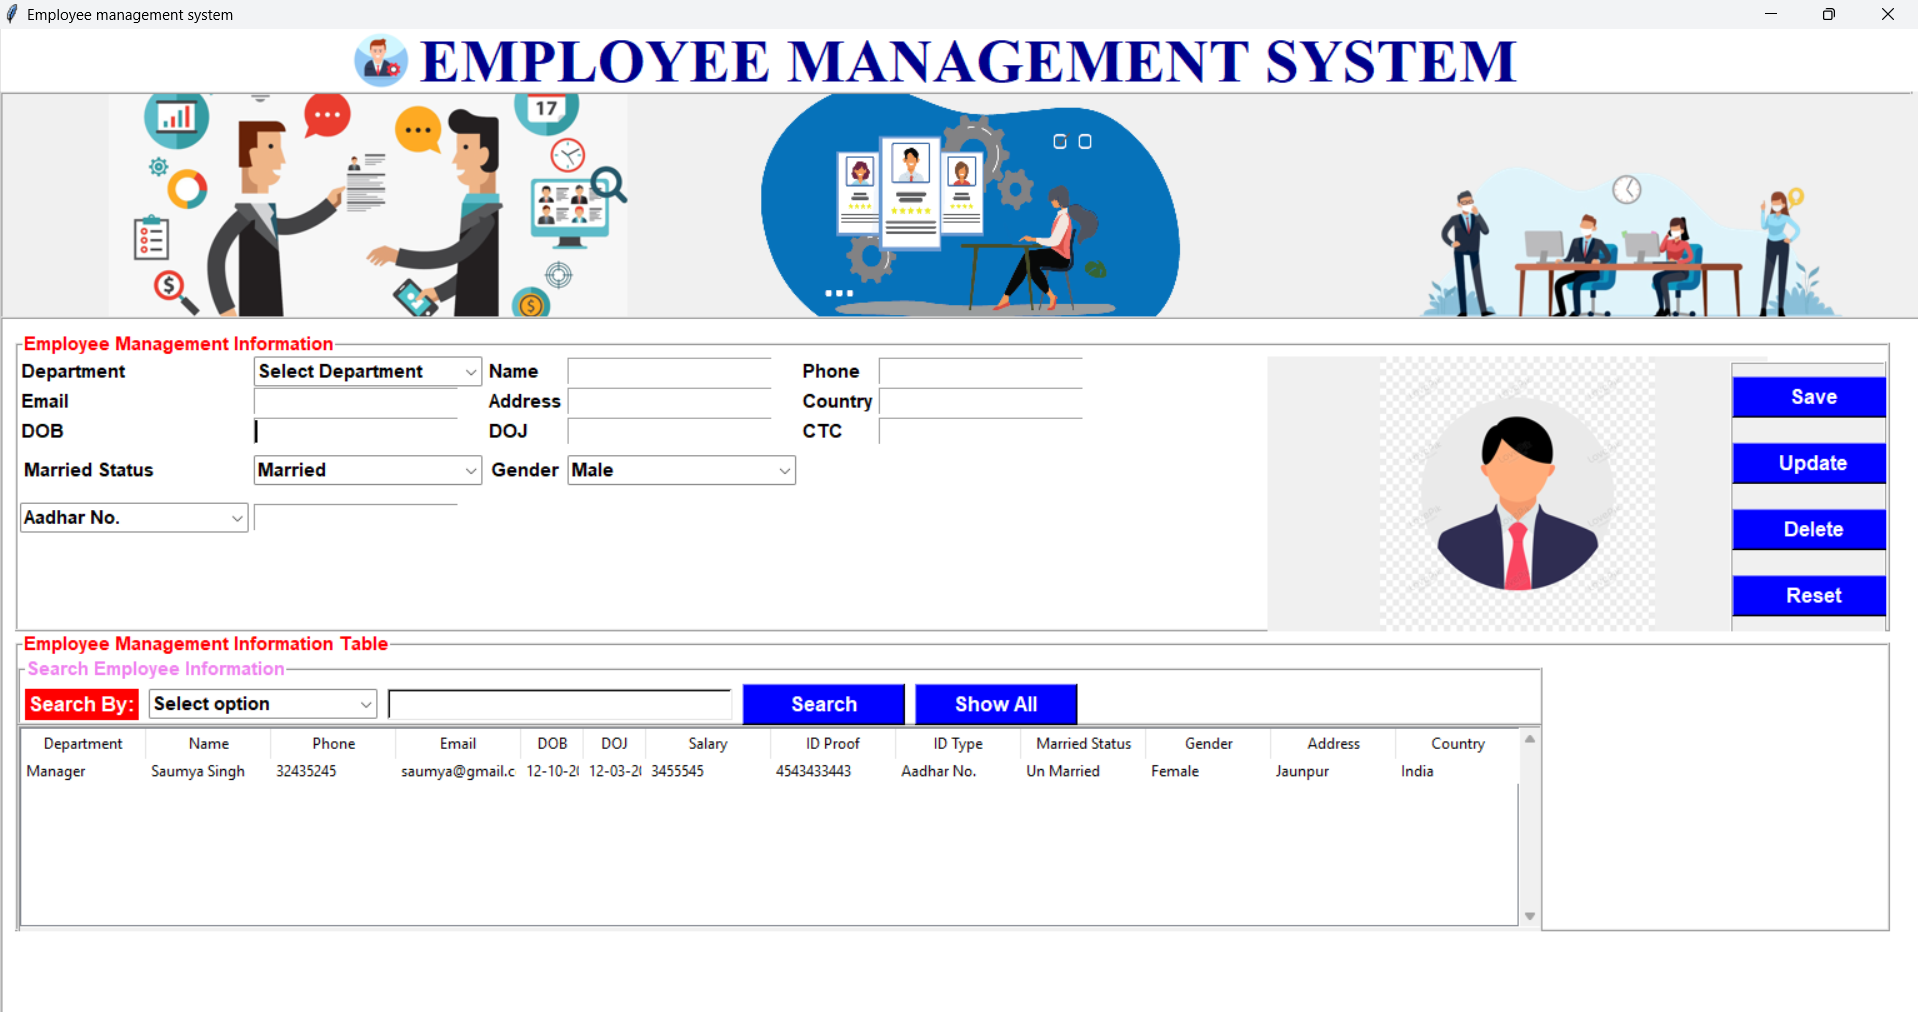 Employee management system
EMPLOYEE MANAGEMENT SYSTEM
17
Employee Management Information
Department Select Department Name Phone
Email Address Country
DOB DOJ CTC
Married Status Married Gender Male
Aadhar No.
Save
Update
Delete
Reset
Employee Management Information Table
Search Employee Information
Search By: Select option Search Show All
Department Name Phone Email DOB DOJ Salary ID Proof ID Type Married Status Gender Address Country
Manager Saumya Singh 32435245 saumya@gmail.c 12-10-20 12-03-20 3455545 4543433443 Aadhar No. Un Married Female Jaunpur India